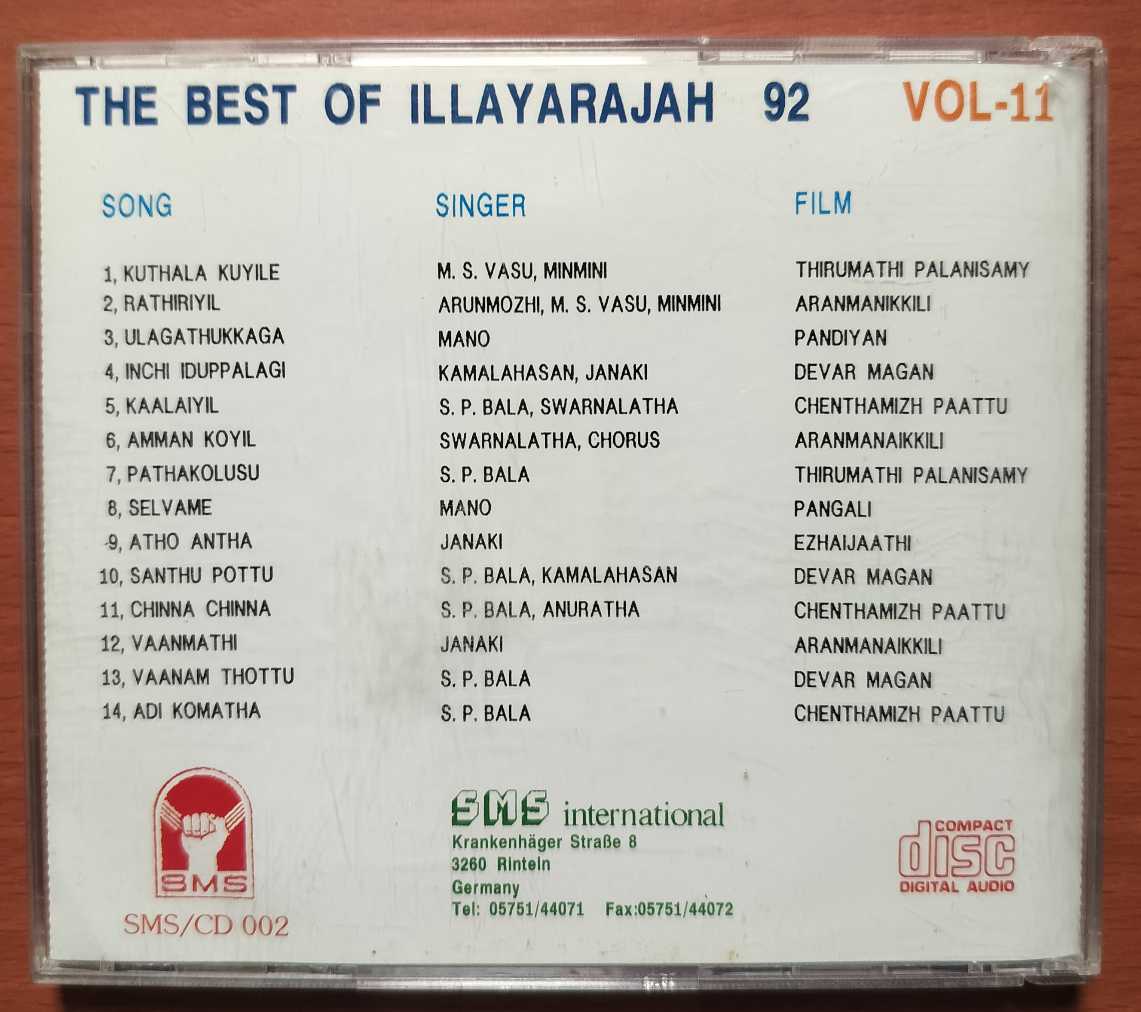 THE BEST OF ILLAYARAJAH 92 VOL-11
SONG SINGER FILM
1, KUTHALA KUYILE M. S. VASU, MINMINI THIRUMATHI PALANISAMY
2, RATHIRIYIL ARUNMOZHI, M. S. VASU, MINMINI ARANMANIKKILI
3, ULAGATHUKKAGA MANO PANDIYAN
4, INCHI IDUPPALAGI KAMALAHASAN, JANAKI DEVAR MAGAN
5, KAALAIYIL S. P. BALA, SWARNALATHA CHENTHAMIZH PAATTU
6, AMMAN KOYIL SWARNALATHA, CHORUS ARANMANAIKKILI
7, PATHAKOLUSU S. P. BALA THIRUMATHI PALANISAMY
8, SELVAME MANO PANGALI
9, ATHO ANTHA JANAKI EZHAIJAATHI
10, SANTHU POTTU S. P. BALA, KAMALAHASAN DEVAR MAGAN
11, CHINNA CHINNA S. P. BALA, ANURATHA CHENTHAMIZH PAATTU
12, VAANMATHI JANAKI ARANMANAIKKILI
13, VAANAM THOTTU S. P. BALA DEVAR MAGAN
14, ADI KOMATHA S. P. BALA CHENTHAMIZH PAATTU
SMS
SMS/CD 002
SMS international
Krankenhäger Straße 8
3260 Rinteln
Germany
Tel: 05751/44071 Fax:05751/44072
COMPACT
disc
DIGITAL AUDIO